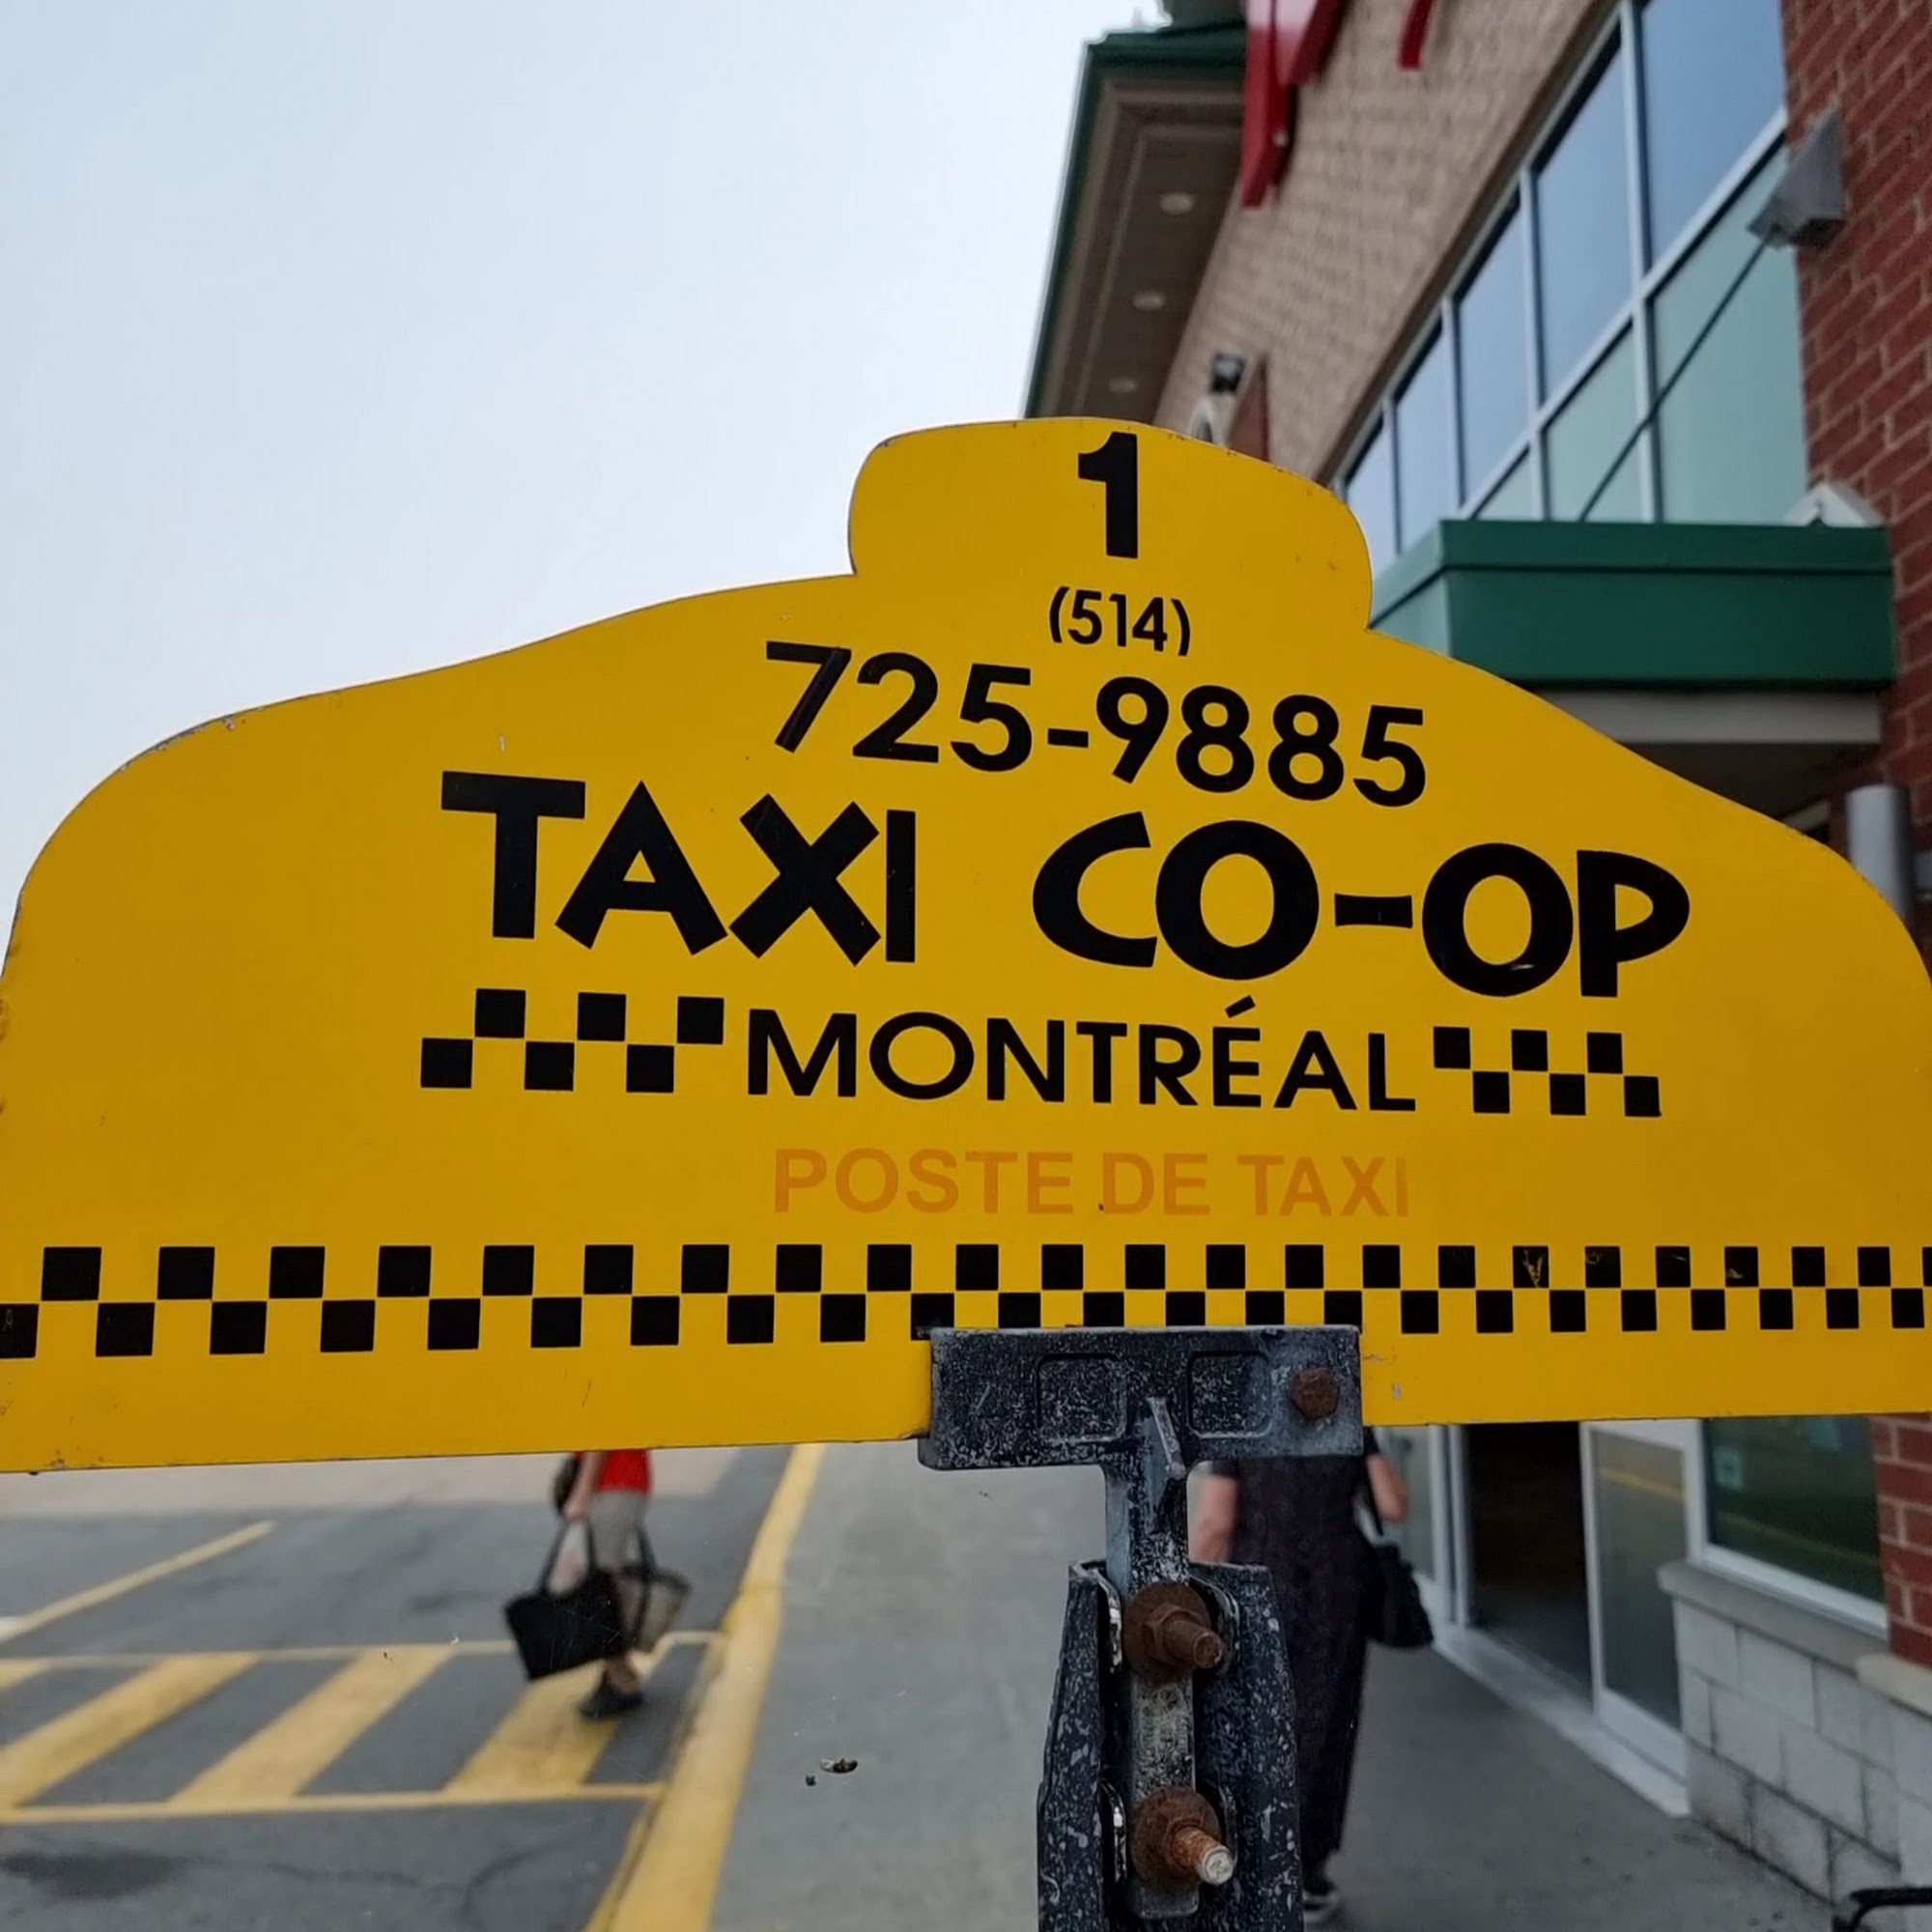 1
(514)
725-9885
TAXI CO-OP
MONTRÉAL
POSTE DE TAXI